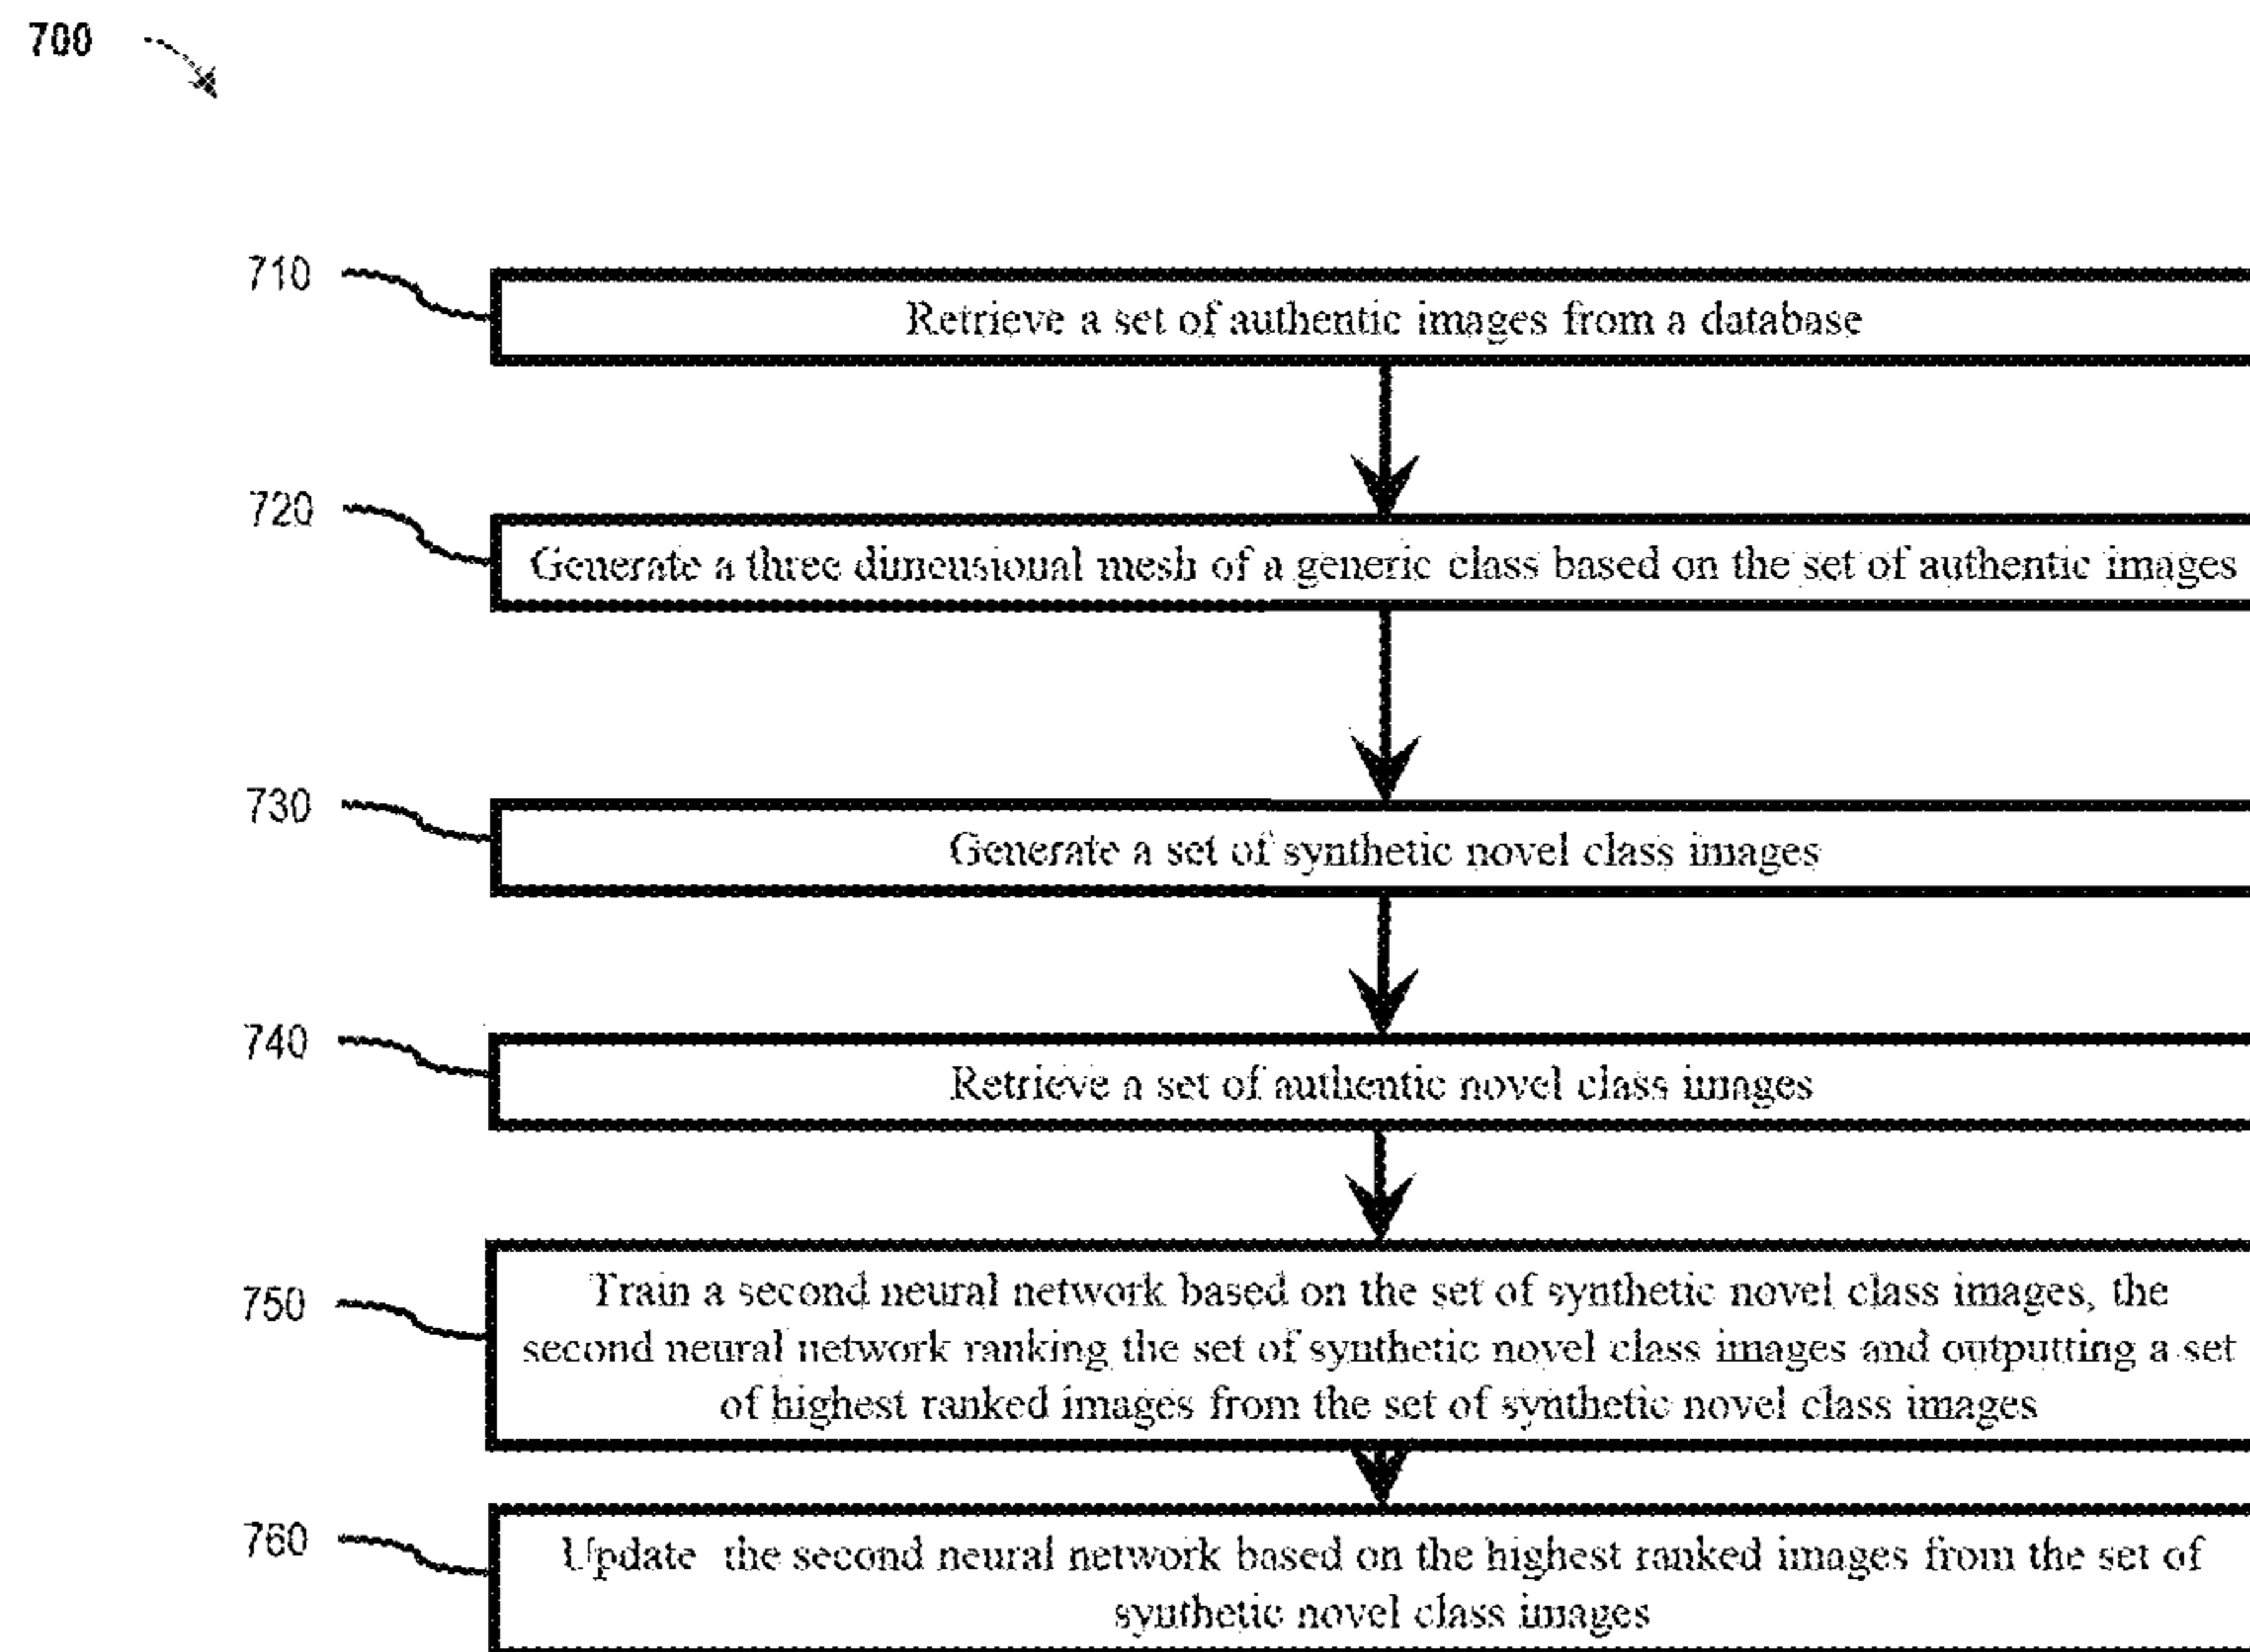 700
710
Retrieve a set of authentic images from a database
720
Generate a three dimensional mesh of a generic class based on the set of authentic images
730
Generate a set of synthetic novel class images
740
Retrieve a set of authentic novel class images
750
Train a second neural network based on the set of synthetic novel class images, the
second neural network ranking the set of synthetic novel class images and outputting a set
of highest ranked images from the set of synthetic novel class images
760
Update the second neural network based on the highest ranked images from the set of
synthetic novel class images